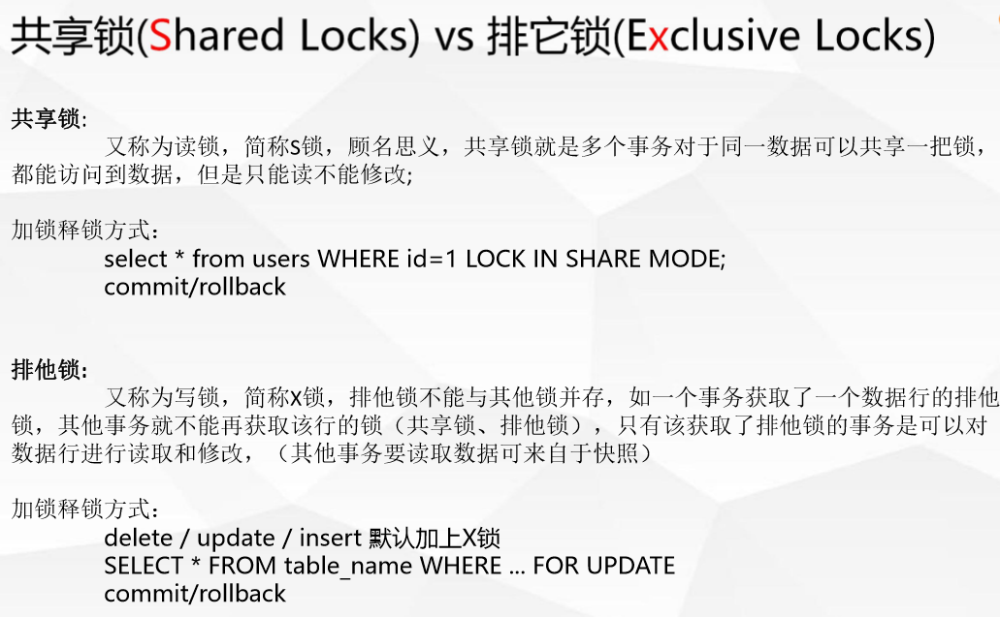 共享锁(Shared Locks) vs 排它锁(Exclusive Locks)
共享锁:
又称为读锁，简称S锁，顾名思义，共享锁就是多个事务对于同一数据可以共享一把锁，
都能访问到数据，但是只能读不能修改;
加锁释锁方式：
select * from users WHERE id=1 LOCK IN SHARE MODE;
commit/rollback
排他锁:
又称为写锁，简称X锁，排他锁不能与其他锁并存，如一个事务获取了一个数据行的排他
锁，其他事务就不能再获取该行的锁（共享锁、排他锁），只有该获取了排他锁的事务是可以对
数据行进行读取和修改，（其他事务要读取数据可来自于快照）
加锁释锁方式：
delete / update / insert 默认加上X锁
SELECT * FROM table_name WHERE ... FOR UPDATE
commit/rollback